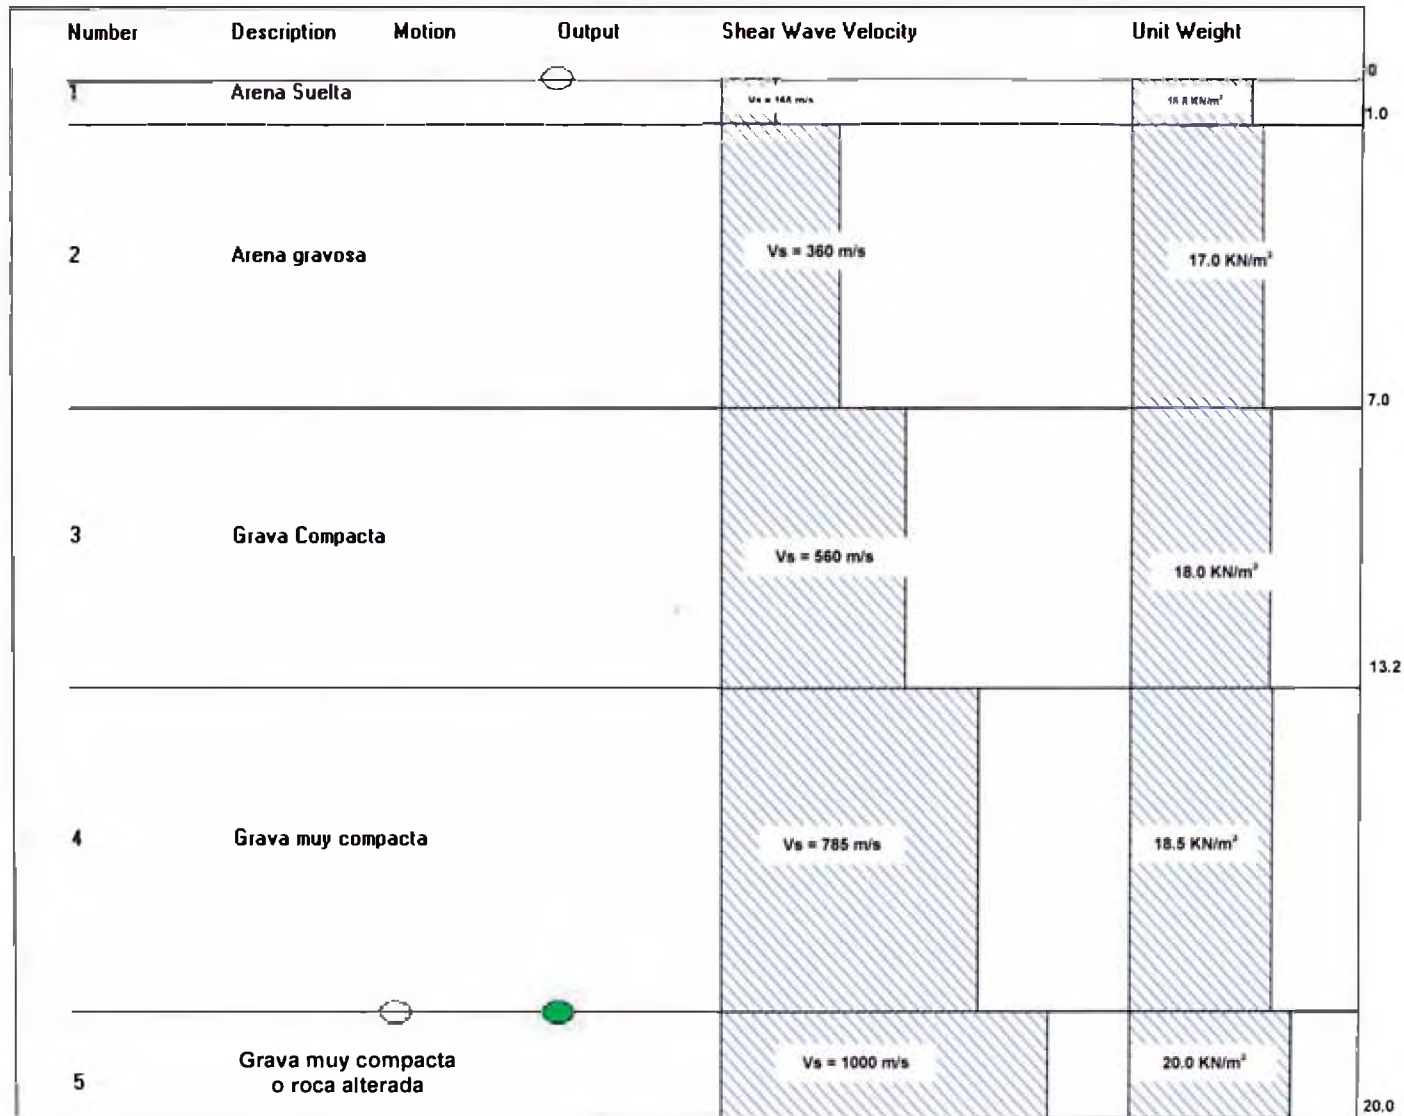 Number Description Motion Output Shear Wave Velocity Unit Weight
0
1 Arena Suelta Vs = 168 m/s
1.0
2 Arena gravosa Vs = 360 m/s 17.0 KN/m³
7.0
3 Grava Compacta Vs = 560 m/s 18.0 KN/m³
13.2
4 Grava muy compacta Vs = 785 m/s 18.5 KN/m³
Grava muy compacta
5 o roca alterada Vs = 1000 m/s 20.0 KN/m³
20.0